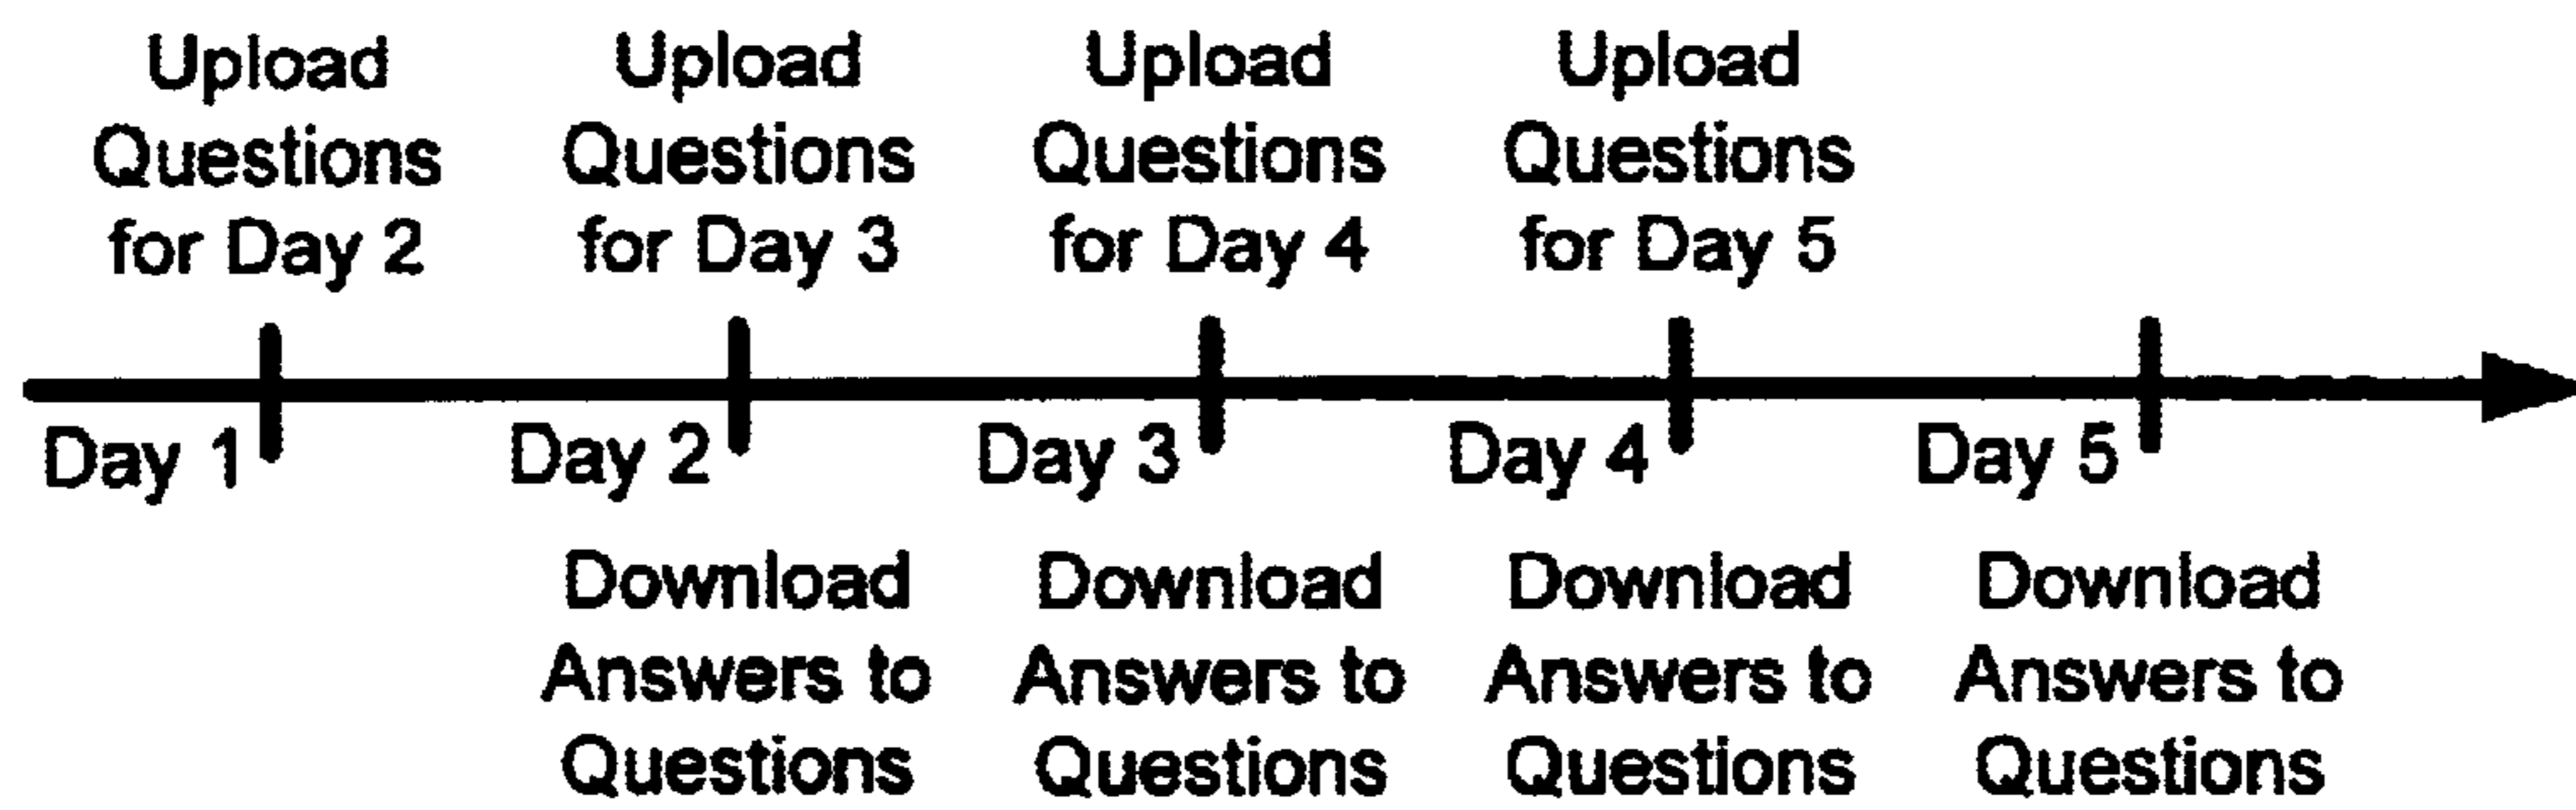 Upload
Questions
for Day 2
Upload
Questions
for Day 3
Upload
Questions
for Day 4
Upload
Questions
for Day 5
Day 1
Day 2
Day 3
Day 4
Day 5
Download
Answers to
Questions
Download
Answers to
Questions
Download
Answers to
Questions
Download
Answers to
Questions